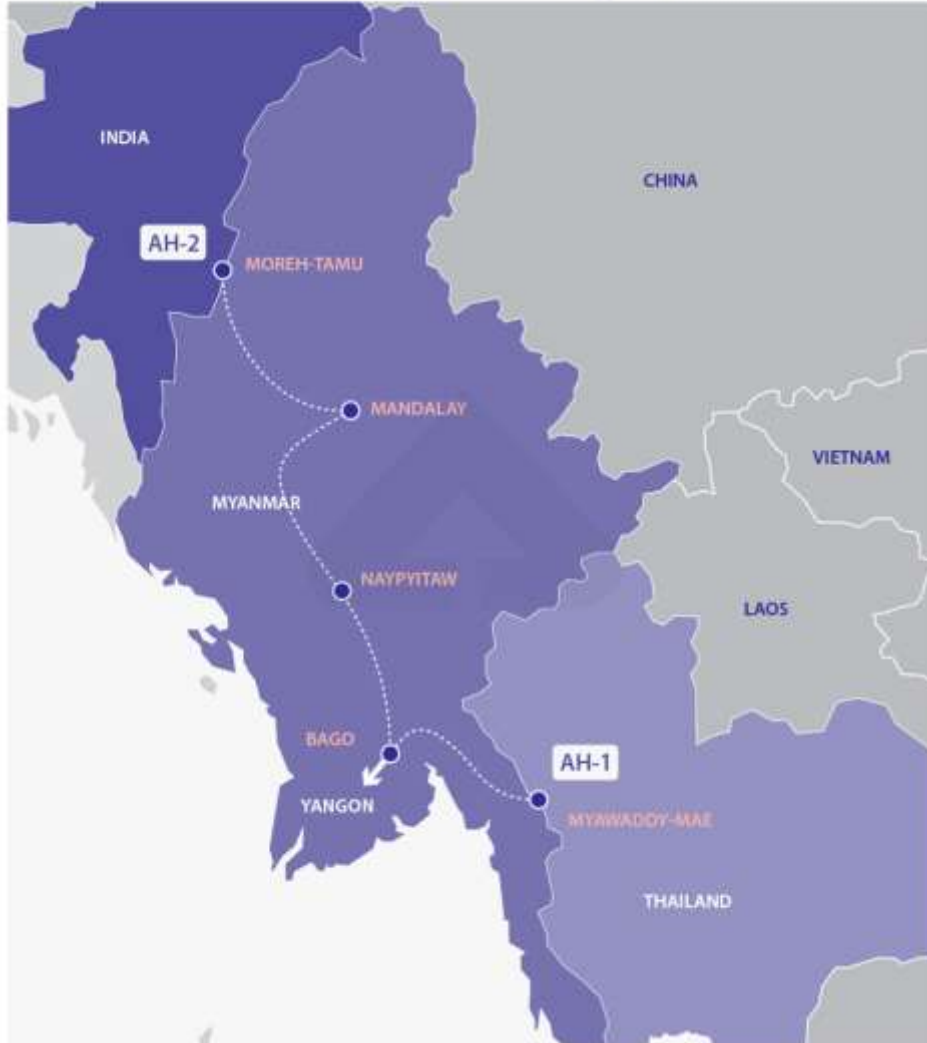 INDIA
CHINA
AH-2
MOREH-TAMU
MANDALAY
VIETNAM
MYANMAR
NAYPYITAW
LAOS
BAGO
AH-1
YANGON
MYAWADDY-MAE
THAILAND